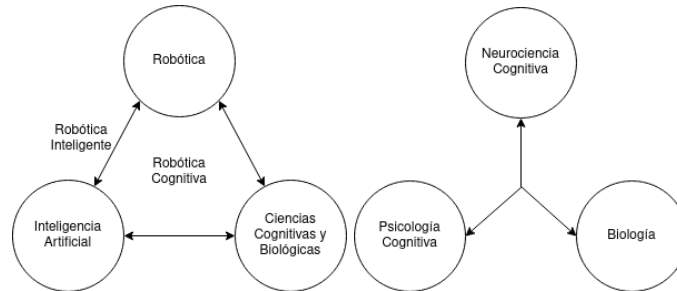 Robótica
Robótica
Inteligente
Robótica
Cognitiva
Inteligencia
Artificial
Ciencias
Cognitivas y
Biológicas
Neurociencia
Cognitiva
Psicología
Cognitiva
Biología